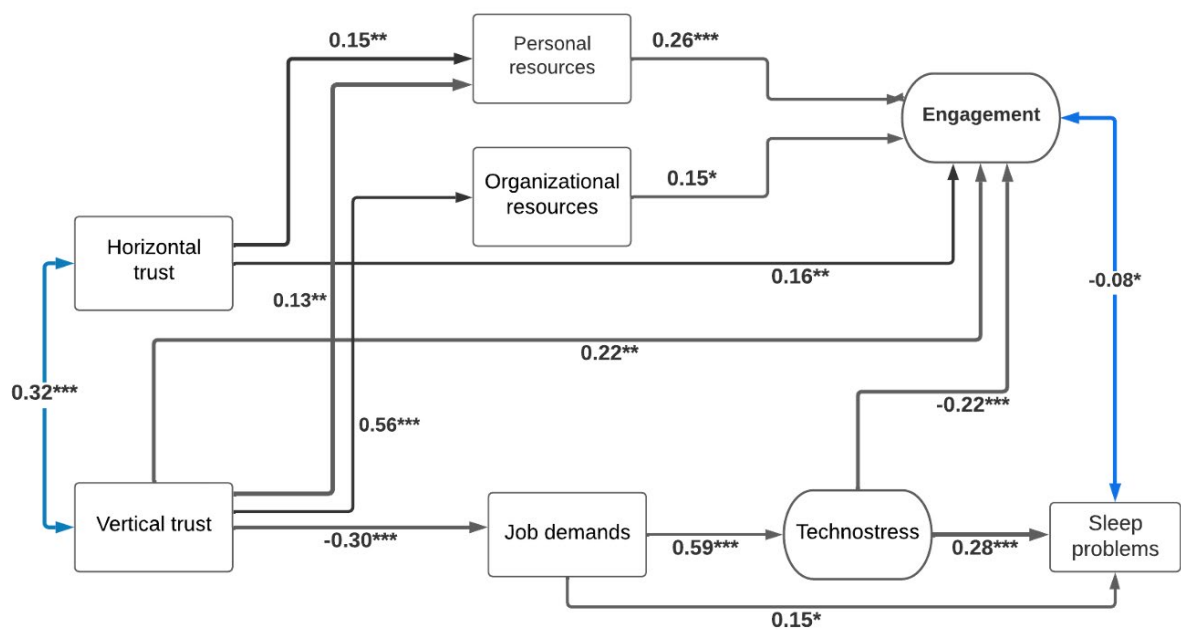 0.15**
Personal
resources
0.26***
Engagement
Organizational
resources
0.15*
Horizontal
trust
0.16**
0.13**
-0.08*
0.22**
0.32***
0.56***
-0.22***
Vertical trust
-0.30***
Job demands
0.59***
Technostress
0.28***
Sleep
problems
0.15*